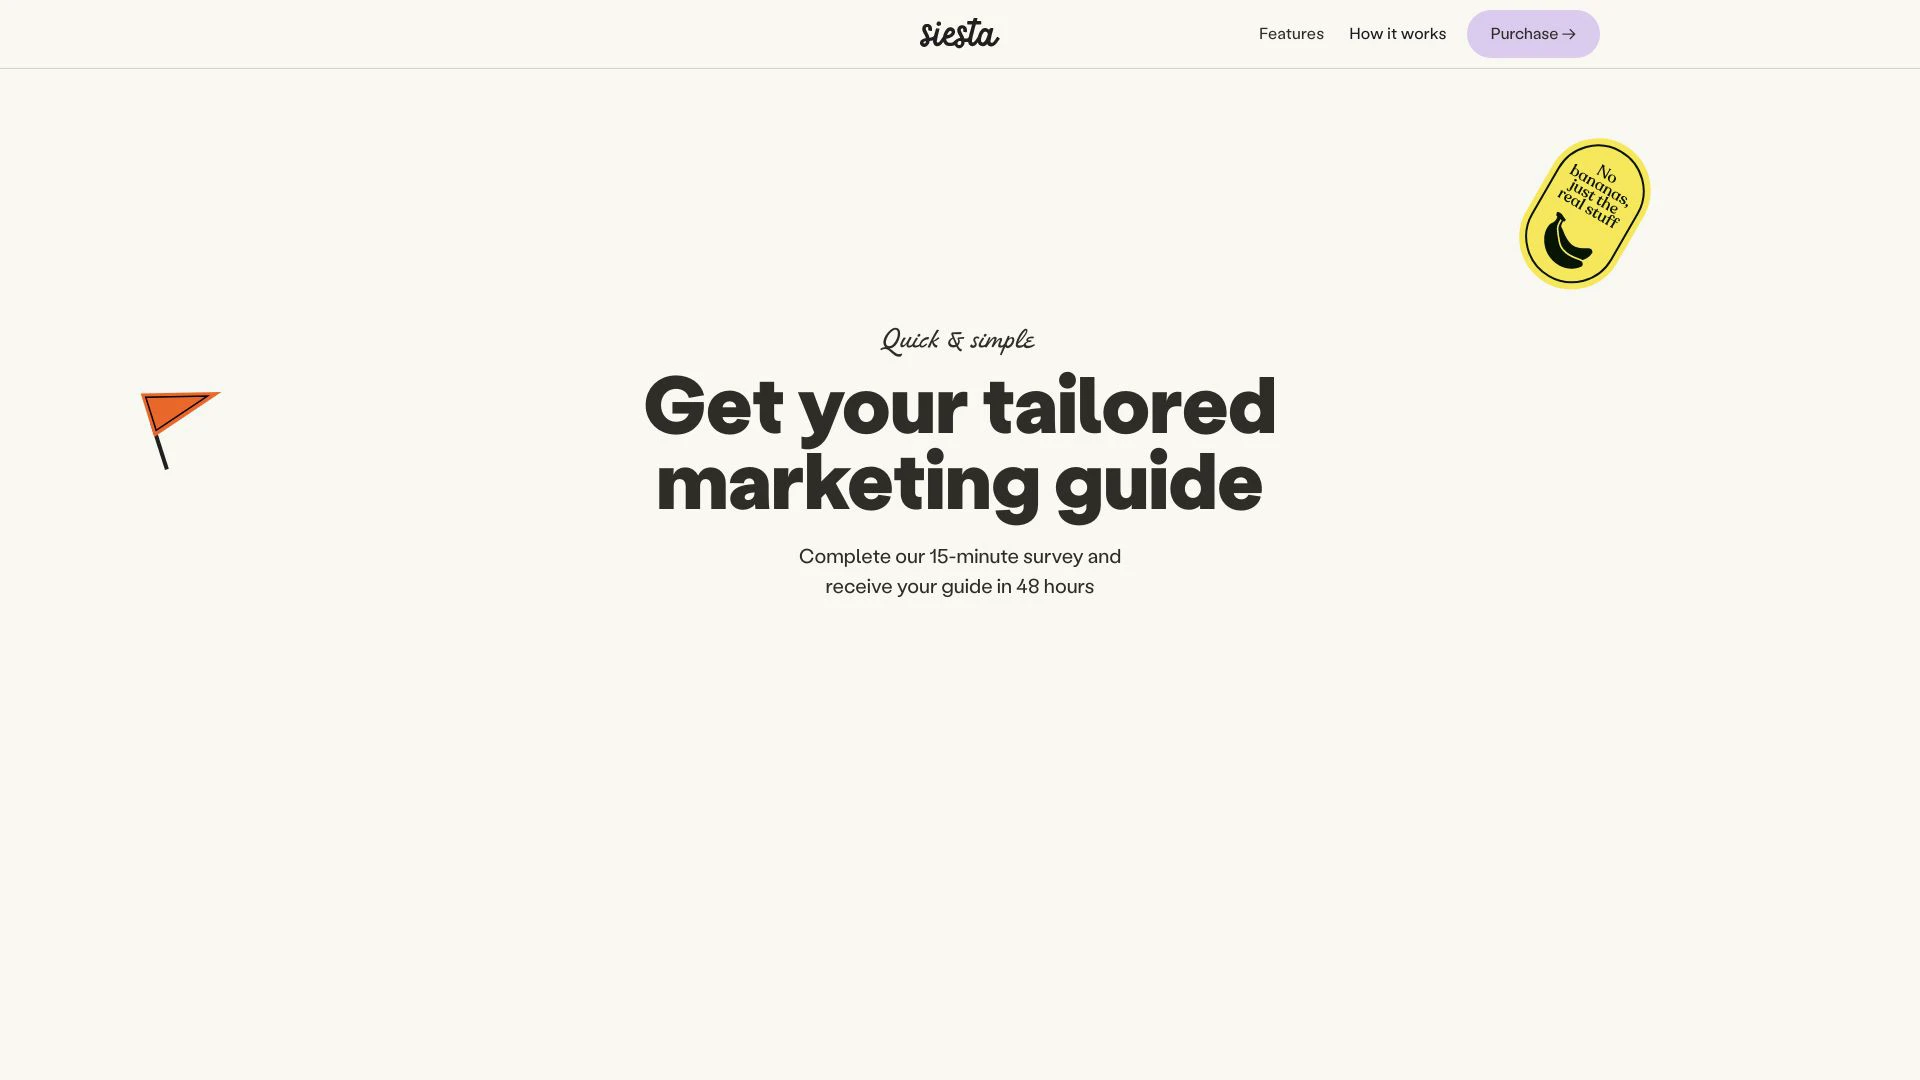 siesta
Features
How it works
Purchase →
No
bananas,
just the
real stuff
Quick & simple
Get your tailored
marketing guide
Complete our 15-minute survey and
receive your guide in 48 hours